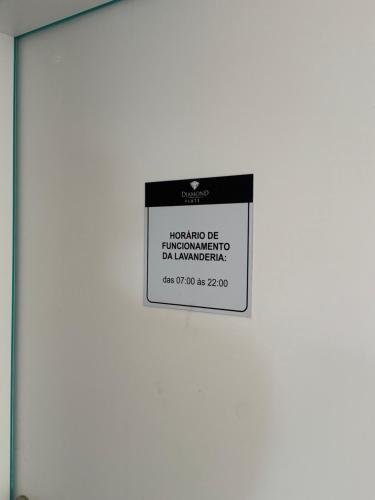 DIAMOND
FLATS
HORÁRIO DE
FUNCIONAMENTO
DA LAVANDERIA:
das 07:00 às 22:00